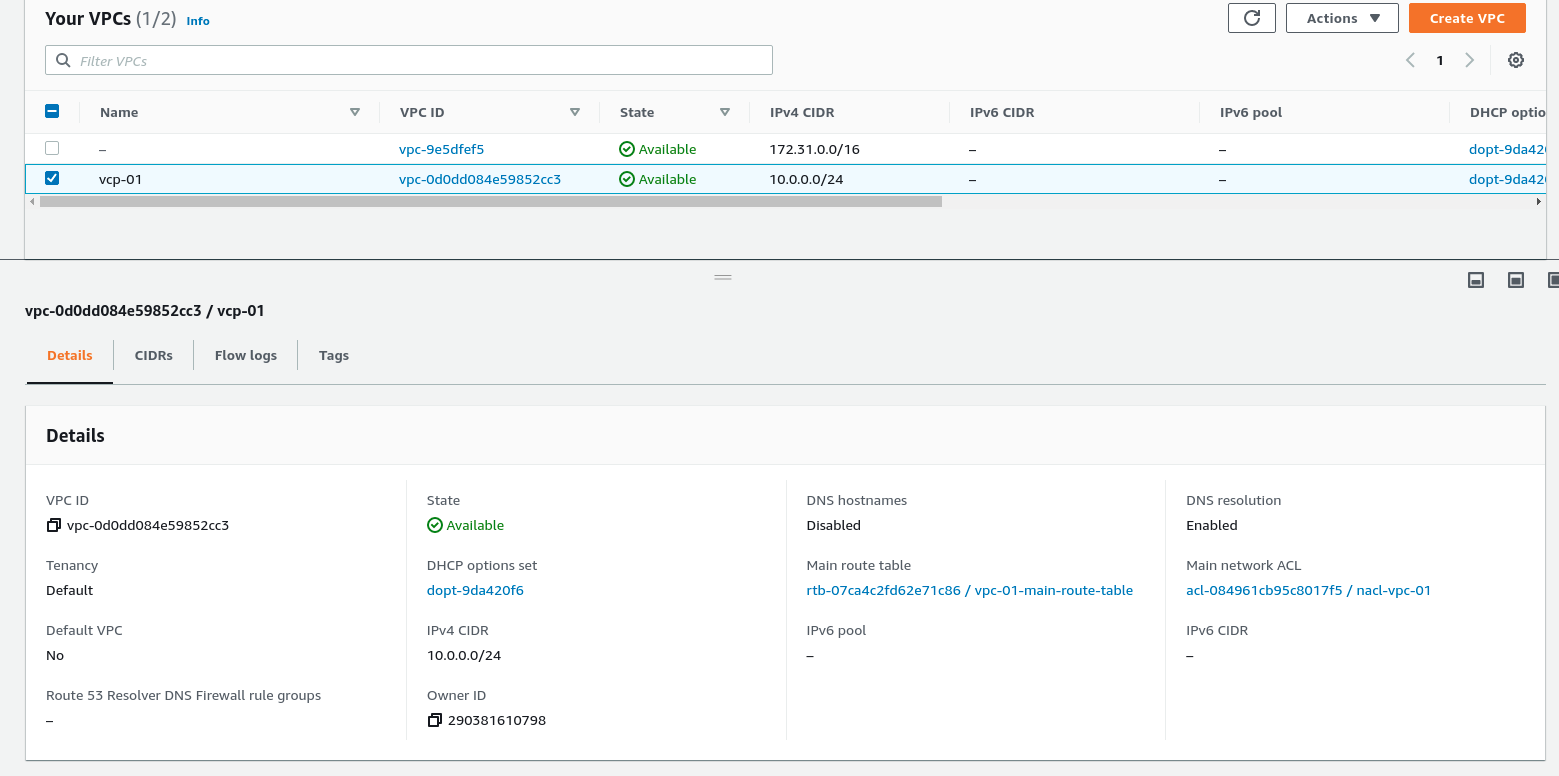 Your VPCs (1/2) Info
Actions
Create VPC
Filter VPCs
1
Name VPC ID State IPv4 CIDR IPv6 CIDR IPv6 pool DHCP optio
– vpc-9e5dfef5 Available 172.31.0.0/16 – – dopt-9da420
vcp-01 vpc-0d0dd084e59852cc3 Available 10.0.0.0/24 – – dopt-9da420
vpc-0d0dd084e59852cc3 / vcp-01
Details CIDRs Flow logs Tags
Details
VPC ID State DNS hostnames DNS resolution
vpc-0d0dd084e59852cc3 Available Disabled Enabled
Tenancy DHCP options set Main route table Main network ACL
Default dopt-9da420f6 rtb-07ca4c2fd62e71c86 / vpc-01-main-route-table acl-084961cb95c8017f5 / nacl-vpc-01
Default VPC IPv4 CIDR IPv6 pool IPv6 CIDR
No 10.0.0.0/24 – –
Route 53 Resolver DNS Firewall rule groups Owner ID
– 290381610798